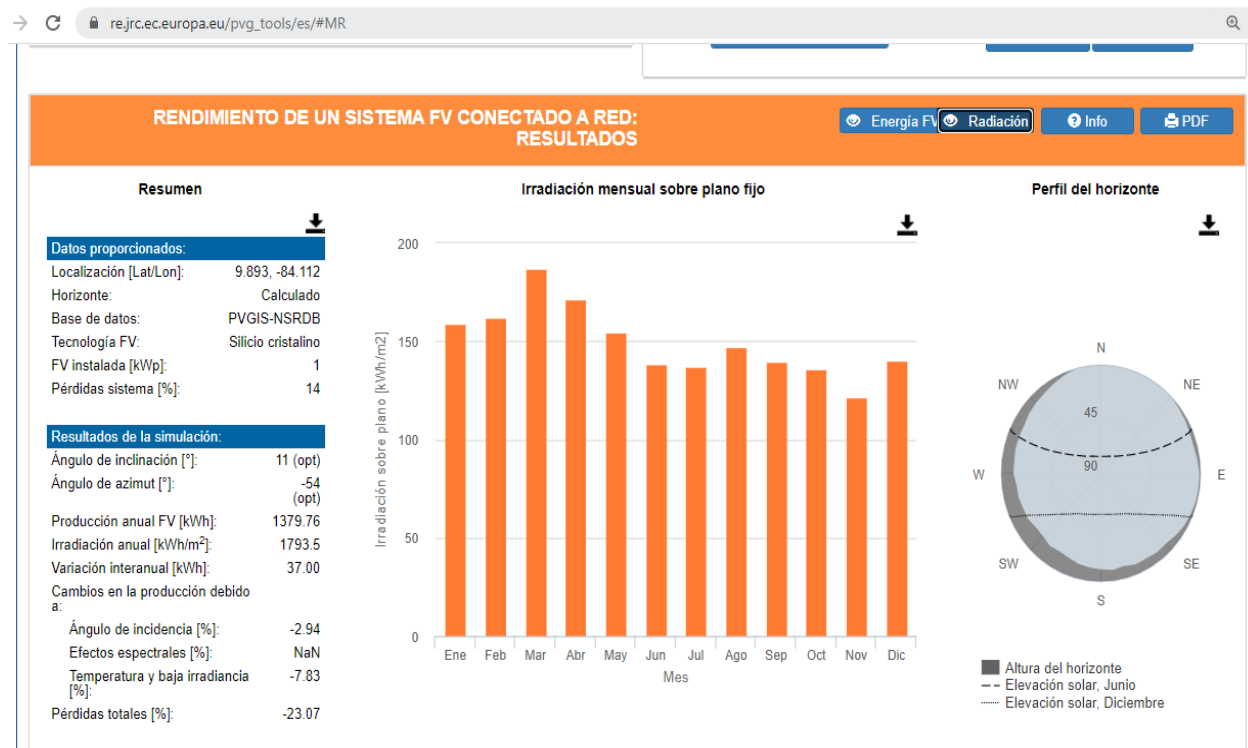 re.jrc.ec.europa.eu/pvg_tools/es/#MR
RENDIMIENTO DE UN SISTEMA FV CONECTADO A RED:
RESULTADOS
Energía FV
Radiación
Info
PDF
Resumen
Datos proporcionados:
Localización [Lat/Lon]: 9.893, -84.112
Horizonte: Calculado
Base de datos: PVGIS-NSRDB
Tecnología FV: Silicio cristalino
FV instalada [kWp]: 1
Pérdidas sistema [%]: 14
Resultados de la simulación:
Ángulo de inclinación [°]: 11 (opt)
Ángulo de azimut [°]: -54
(opt)
Producción anual FV [kWh]: 1379.76
Irradiación anual [kWh/m²]: 1793.5
Variación interanual [kWh]: 37.00
Cambios en la producción debido
a:
Ángulo de incidencia [%]: -2.94
Efectos espectrales [%]: NaN
Temperatura y baja irradiancia -7.83
[%]:
Pérdidas totales [%]: -23.07
Irradiación mensual sobre plano fijo
Irradiación sobre plano [kWh/m2]
200
150
100
50
0
Ene Feb Mar Abr May Jun Jul Ago Sep Oct Nov Dic
Mes
Perfil del horizonte
N
NW NE
45
90
W E
SW SE
S
Altura del horizonte
Elevación solar, Junio
Elevación solar, Diciembre